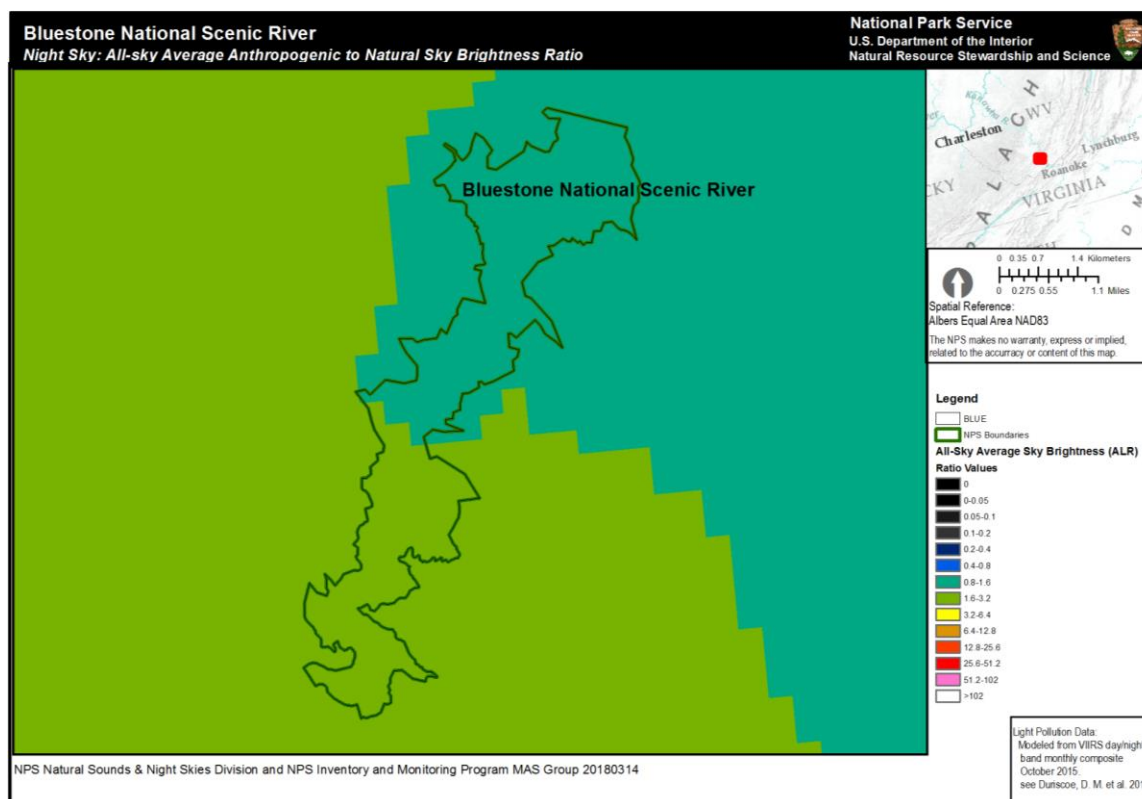 Bluestone National Scenic River
Night Sky: All-sky Average Anthropogenic to Natural Sky Brightness Ratio
National Park Service
U.S. Department of the Interior
Natural Resource Stewardship and Science
Bluestone National Scenic River
Kanawha R.
WV
Charleston
Lynchburg
Roanoke
CKY
VIRGINIA
A P A L A C H
D M
0 0.35 0.7 1.4 Kilometers
0 0.275 0.55 1.1 Miles
Spatial Reference:
Albers Equal Area NAD83
The NPS makes no warranty, express or implied,
related to the accurracy or content of this map.
Legend
BLUE
NPS Boundaries
All-Sky Average Sky Brightness (ALR)
Ratio Values
0
0-0.05
0.05-0.1
0.1-0.2
0.2-0.4
0.4-0.8
0.8-1.6
1.6-3.2
3.2-6.4
6.4-12.8
12.8-25.6
25.6-51.2
51.2-102
>102
Light Pollution Data:
Modeled from VIIRS day/nigh
band monthly composite
October 2015.
see Duriscoe, D. M. et al. 201
NPS Natural Sounds & Night Skies Division and NPS Inventory and Monitoring Program MAS Group 20180314